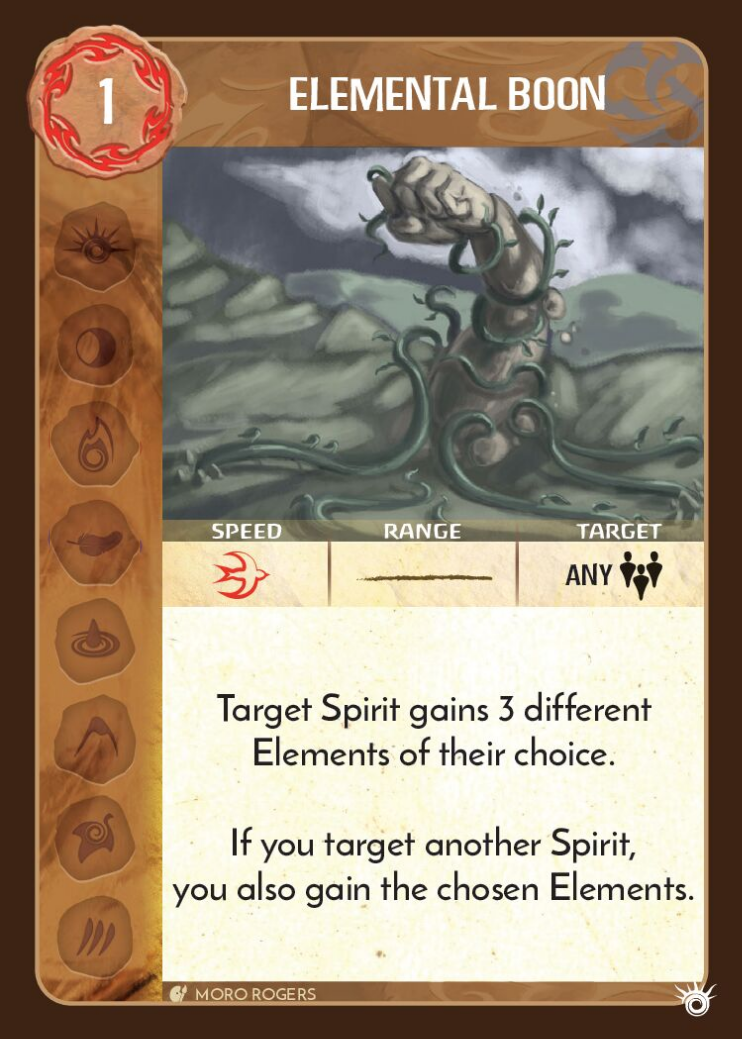 1
ELEMENTAL BOON
SPEED RANGE TARGET
ANY
Target Spirit gains 3 different
Elements of their choice.
If you target another Spirit,
you also gain the chosen Elements.
MORO ROGERS